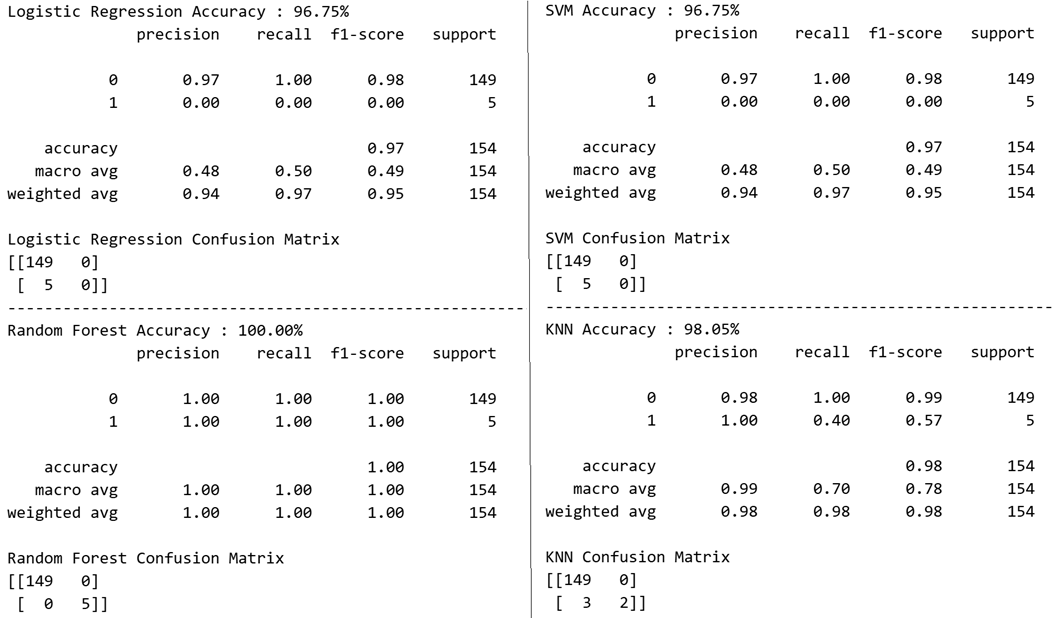 Logistic Regression Accuracy : 96.75%
precision recall f1-score support
0 0.97 1.00 0.98 149
1 0.00 0.00 0.00 5
accuracy 0.97 154
macro avg 0.48 0.50 0.49 154
weighted avg 0.94 0.97 0.95 154
Logistic Regression Confusion Matrix
[[149 0]
[ 5 0]]
------------------------------------------------------------
Random Forest Accuracy : 100.00%
precision recall f1-score support
0 1.00 1.00 1.00 149
1 1.00 1.00 1.00 5
accuracy 1.00 154
macro avg 1.00 1.00 1.00 154
weighted avg 1.00 1.00 1.00 154
Random Forest Confusion Matrix
[[149 0]
[ 0 5]]
SVM Accuracy : 96.75%
precision recall f1-score support
0 0.97 1.00 0.98 149
1 0.00 0.00 0.00 5
accuracy 0.97 154
macro avg 0.48 0.50 0.49 154
weighted avg 0.94 0.97 0.95 154
SVM Confusion Matrix
[[149 0]
[ 5 0]]
------------------------------------------------------------
KNN Accuracy : 98.05%
precision recall f1-score support
0 0.98 1.00 0.99 149
1 1.00 0.40 0.57 5
accuracy 0.98 154
macro avg 0.99 0.70 0.78 154
weighted avg 0.98 0.98 0.98 154
KNN Confusion Matrix
[[149 0]
[ 3 2]]